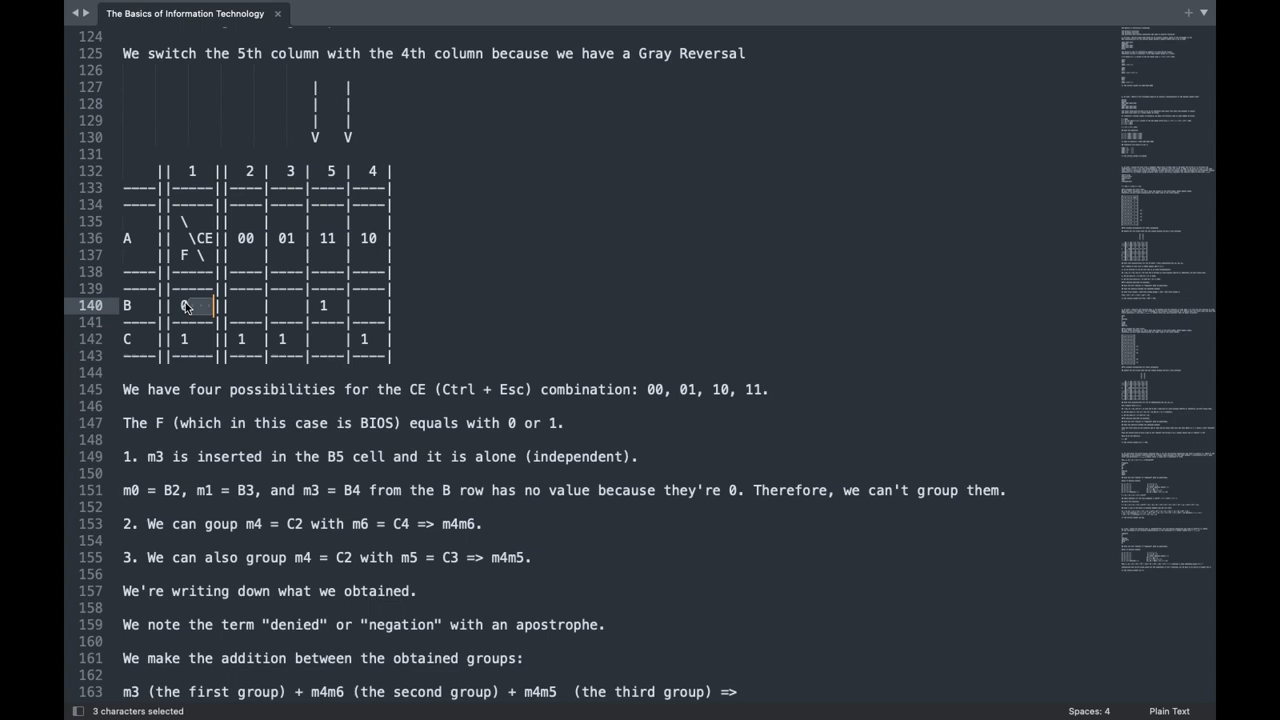 The Basics of Information Technology
124
125 We switch the 5th column with the 4th column because we have a Gray Reversal
126
127 | |
128 | |
129 | |
130 V V
131
132 || 1 || 2 | 3 | 5 | 4 |
133 ----||-----||---|---|---|---|
134 ----||-----||---|---|---|---|
135 || \ || | | | |
136 A || \CE|| 00 | 01 | 11 | 10 |
137 || F \ || | | | |
138 ----||-----||---|---|---|---|
139 ----||-----||---|---|---|---|
140 B || 0 || | | 1 | |
141 ----||-----||---|---|---|---|
142 C || 1 || 1 | 1 | | 1 |
143 ----||-----||---|---|---|---|
144
145 We have four possibilities for the CE (Ctrl + Esc) combination: 00, 01, 10, 11.
146
147 The F (which in our case is BIOS) ended with 0 or 1.
148
149 1. m3 is inserted in the B5 cell and it is alone (independent).
150
151 m0 = B2, m1 = B3, and m3 = B4 from the row has no value because they're 0. Therefore, we can't group them.
152
153 2. We can goup m4 = C2 with m6 = C4 => m4m6.
154
155 3. We can also group m4 = C2 with m5 = C3 => m4m5.
156
157 We're writing down what we obtained.
158
159 We note the term "denied" or "negation" with an apostrophe.
160
161 We make the addition between the obtained groups:
162
163 m3 (the first group) + m4m6 (the second group) + m4m5 (the third group) =>
3 characters selected
Spaces: 4
Plain Text